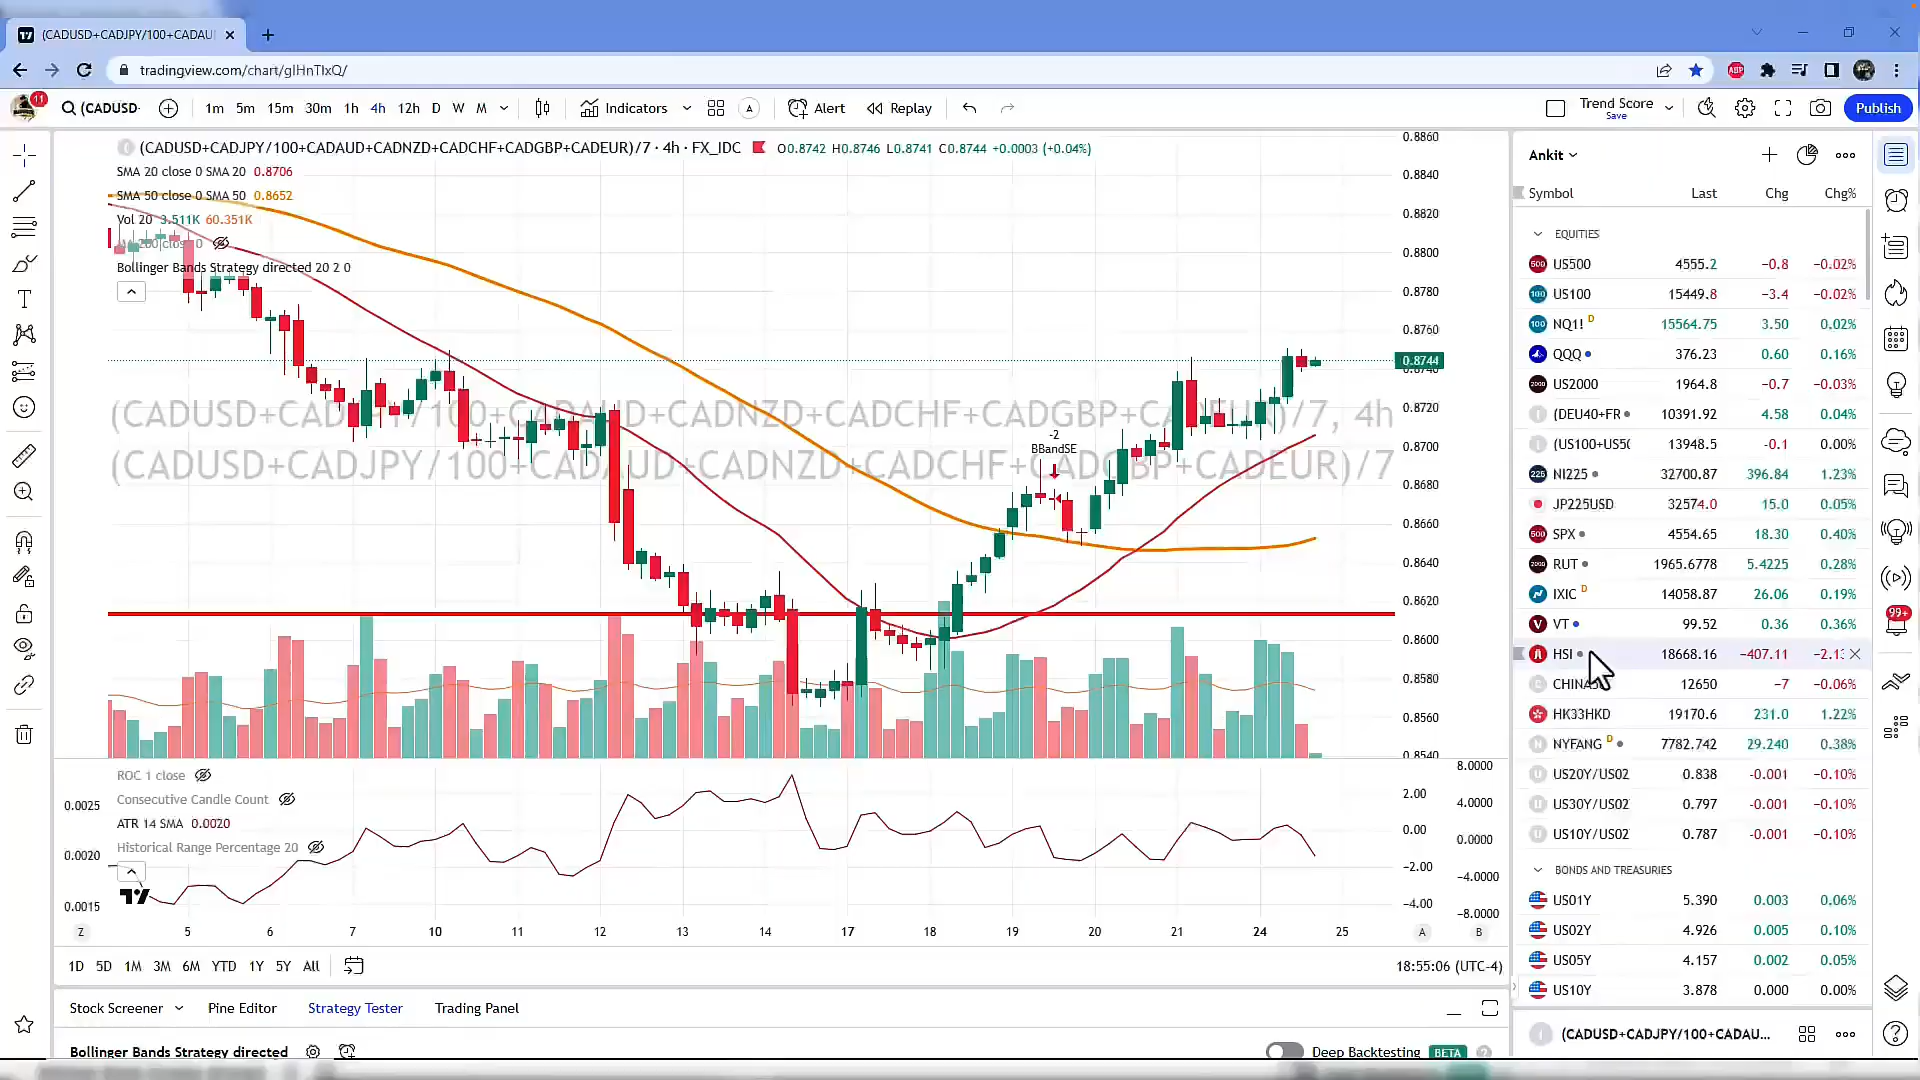 (CADUSD+CADJPY/100+CADAU
tradingview.com/chart/glHnTIxQ/
ABP
11
(CADUSD
1m 5m 15m 30m 1h 4h 12h D W M
Indicators
A
Alert
Replay
Trend Score
Save
Publish
(CADUSD+CADJPY/100+CADAUD+CADNZD+CADCHF+CADGBP+CADEUR)/7 · 4h · FX_IDC
O0.8742 H0.8746 L0.8741 C0.8744 +0.0003 (+0.04%)
SMA 20 close 0 SMA 20 0.8706
SMA 50 close 0 SMA 50 0.8652
Vol 20 3.511K 60.351K
Bollinger Bands Strategy directed 20 2 0
(CADUSD+CADJPY/100+CADAUD+CADNZD+CADCHF+CADGBP+CADEUR)/7, 4h
(CADUSD+CADJPY/100+CADAUD+CADNZD+CADCHF+CADGBP+CADEUR)/7
-2
BBandSE
0.8860
0.8840
0.8820
0.8800
0.8780
0.8760
0.8744
0.8740
0.8720
0.8700
0.8680
0.8660
0.8640
0.8620
0.8600
0.8580
0.8560
0.8540
ROC 1 close
Consecutive Candle Count
ATR 14 SMA 0.0020
Historical Range Percentage 20
0.0025
0.0020
0.0015
2.00
0.00
-2.00
-4.00
8.0000
4.0000
0.0000
-4.0000
-8.0000
Z 5 6 7 10 11 12 13 14 17 18 19 20 21 24 25 A B
1D 5D 1M 3M 6M YTD 1Y 5Y All
18:55:06 (UTC-4)
Stock Screener Pine Editor Strategy Tester Trading Panel
Bollinger Bands Strategy directed
Deep Backtesting BETA
Ankit
Symbol Last Chg Chg%
EQUITIES
US500 4555.2 −0.8 −0.02%
US100 15449.8 −3.4 −0.02%
NQ1! D 15564.75 3.50 0.02%
QQQ 376.23 0.60 0.16%
US2000 1964.8 −0.7 −0.03%
(DEU40+FR 10391.92 4.58 0.04%
(US100+US5( 13948.5 -0.1 0.00%
NI225 32700.87 396.84 1.23%
JP225USD 32574.0 15.0 0.05%
SPX 4554.65 18.30 0.40%
RUT 1965.6778 5.4225 0.28%
IXIC D 14058.87 26.06 0.19%
VT 99.52 0.36 0.36%
HSI 18668.16 −407.11 −2.13
CHINA 12650 −7 −0.06%
HK33HKD 19170.6 231.0 1.22%
NYFANG D 7782.742 29.240 0.38%
US20Y/US02 0.838 -0.001 −0.10%
US30Y/US02 0.797 -0.001 −0.10%
US10Y/US02 0.787 -0.001 −0.10%
BONDS AND TREASURIES
US01Y 5.390 0.003 0.06%
US02Y 4.926 0.005 0.10%
US05Y 4.157 0.002 0.05%
US10Y 3.878 0.000 0.00%
(CADUSD+CADJPY/100+CADAU...
99+